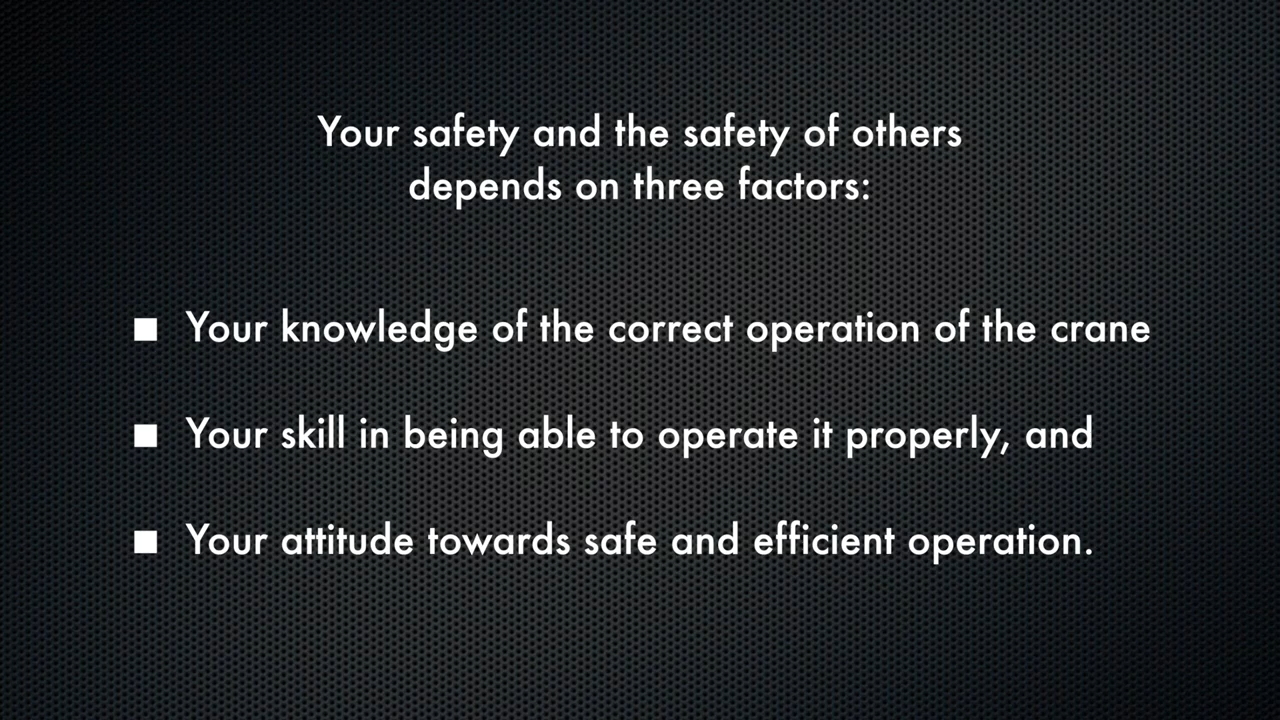 Your safety and the safety of others
depends on three factors:
■ Your knowledge of the correct operation of the crane
■ Your skill in being able to operate it properly, and
■ Your attitude towards safe and efficient operation.